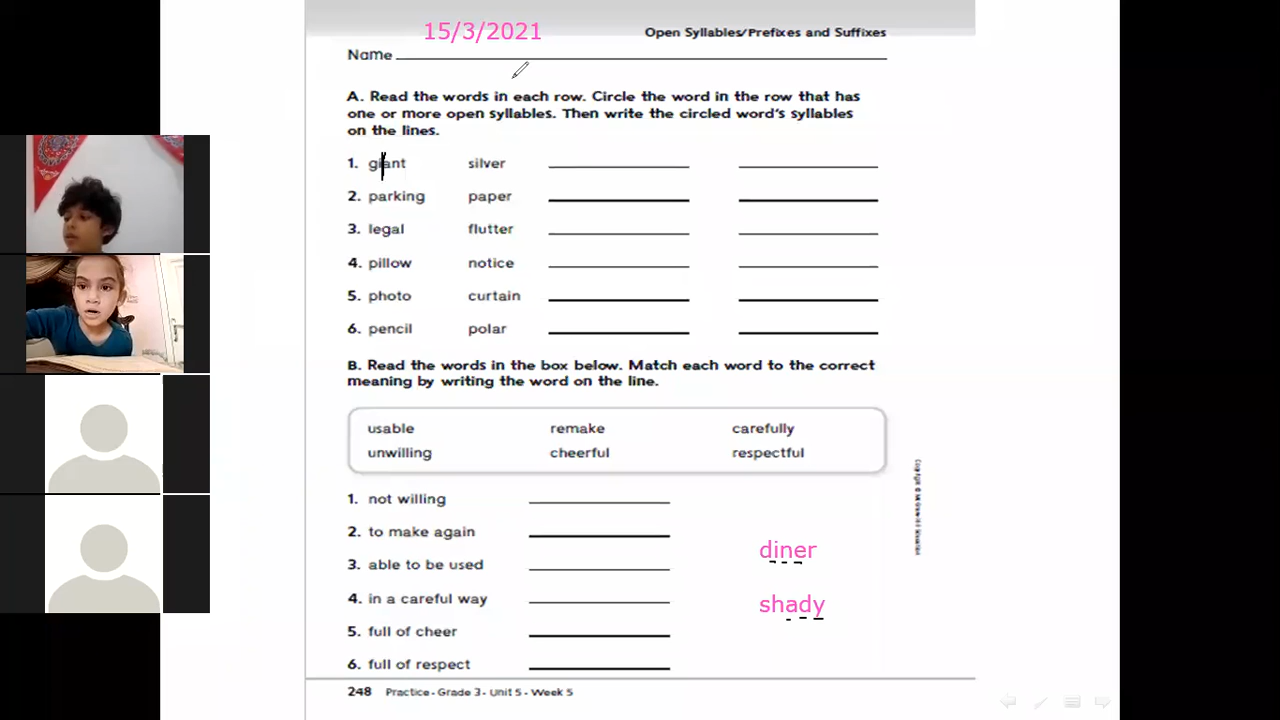 15/3/2021
Open Syllables/Prefixes and Suffixes
Name
A. Read the words in each row. Circle the word in the row that has
one or more open syllables. Then write the circled word's syllables
on the lines.
1. giant silver
2. parking paper
3. legal flutter
4. pillow notice
5. photo curtain
6. pencil polar
B. Read the words in the box below. Match each word to the correct
meaning by writing the word on the line.
usable remake carefully
unwilling cheerful respectful
1. not willing
2. to make again
3. able to be used
4. in a careful way
5. full of cheer
6. full of respect
diner
shady
248 Practice • Grade 3 • Unit 5 • Week 5